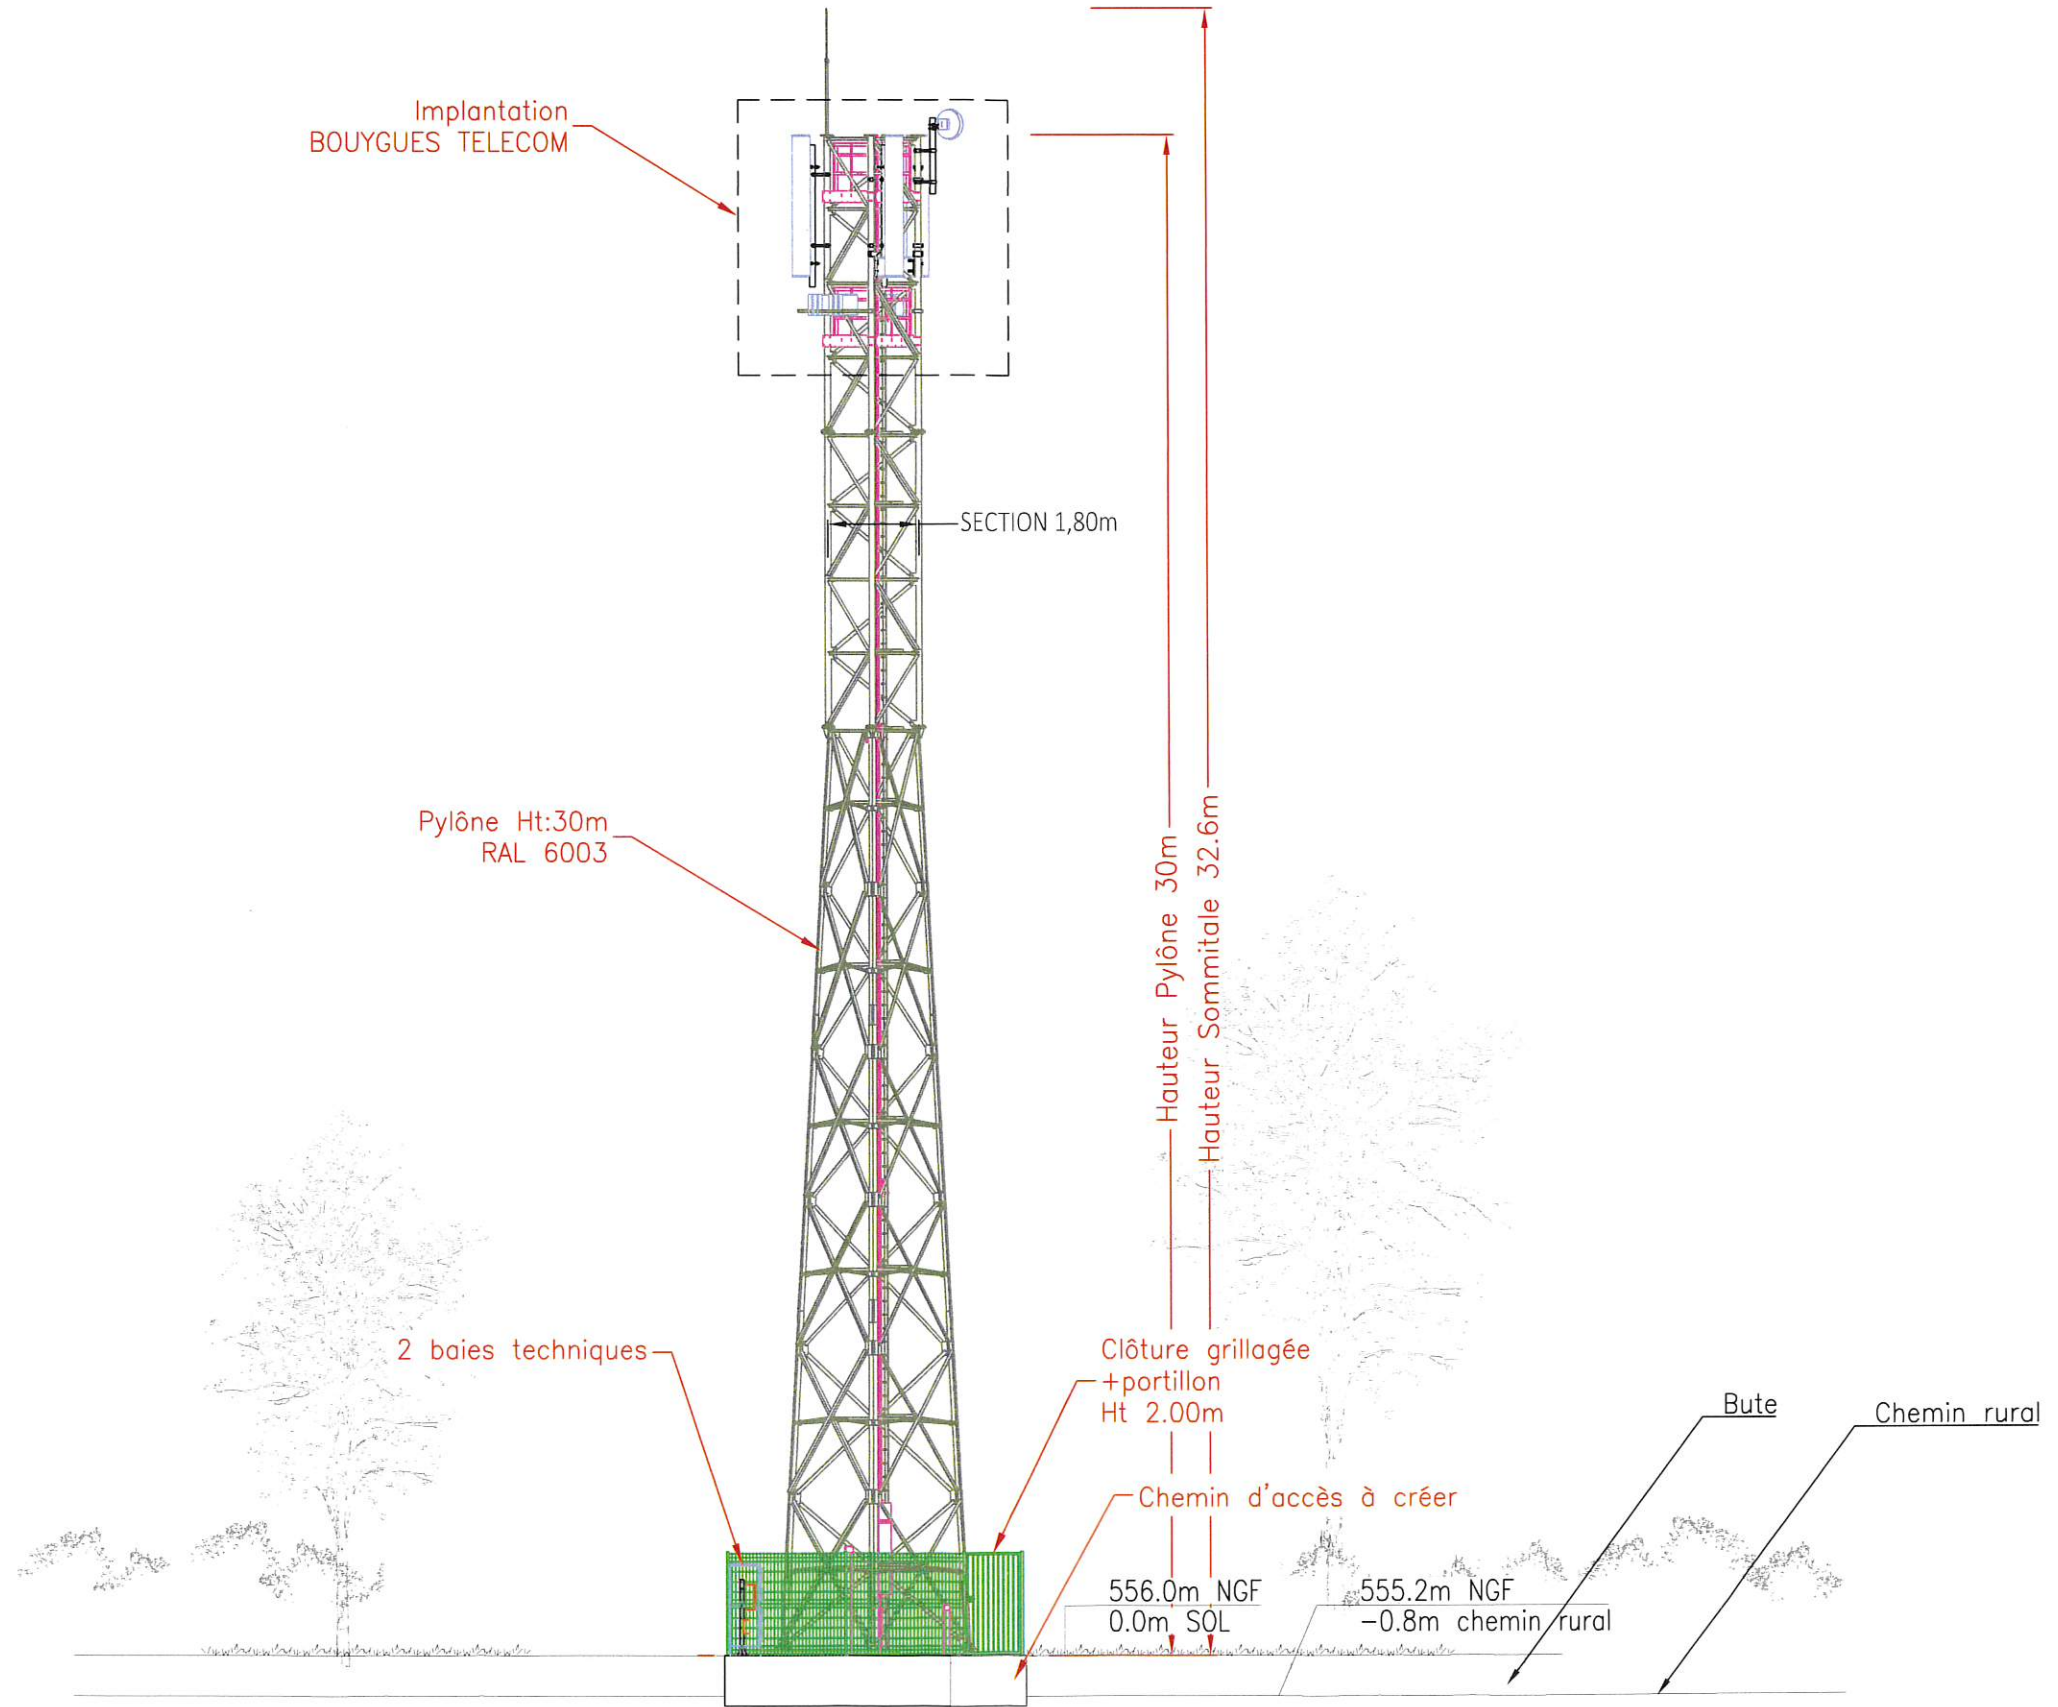 Implantation
BOUYGUES TELECOM
SECTION 1,80m
Pylône Ht:30m
RAL 6003
Hauteur Pylône 30m
Hauteur Sommitale 32.6m
2 baies techniques
Clôture grillagée
+portillon
Ht 2.00m
Bute
Chemin rural
Chemin d'accès à créer
556.0m NGF
0.0m SOL
555.2m NGF
-0.8m chemin rural